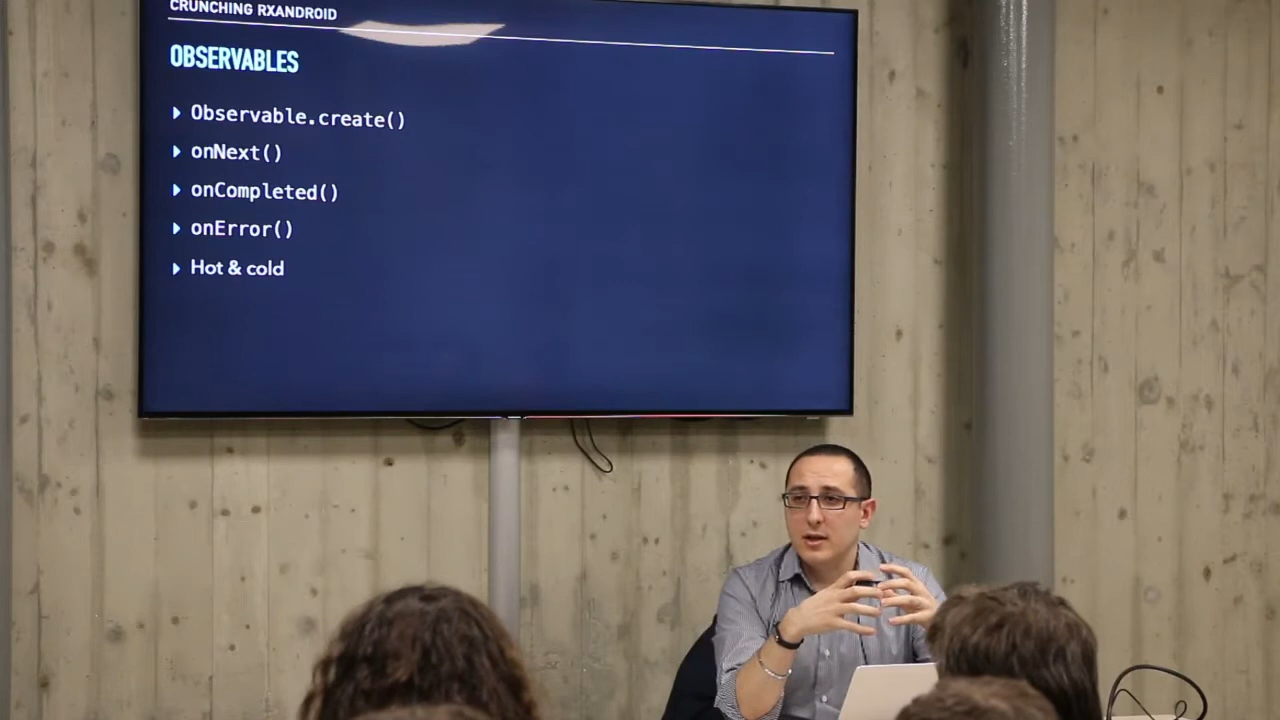 CRUNCHING RXANDROID
OBSERVABLES
Observable.create()
onNext()
onCompleted()
onError()
Hot & cold